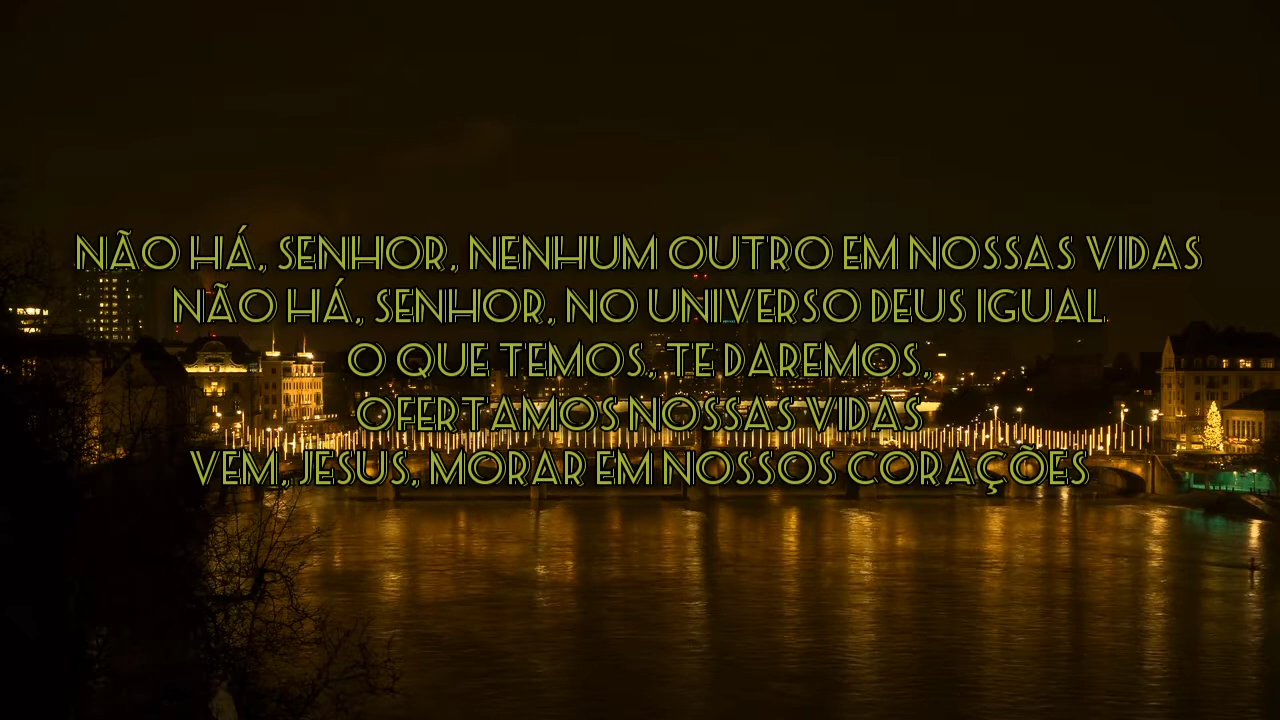 NÃO HÁ, SENHOR, NENHUM OUTRO EM NOSSAS VIDAS
NÃO HÁ, SENHOR, NO UNIVERSO DEUS IGUAL.
O QUE TEMOS, TE DAREMOS,
OFERTAMOS NOSSAS VIDAS
VEM, JESUS, MORAR EM NOSSOS CORAÇÕES